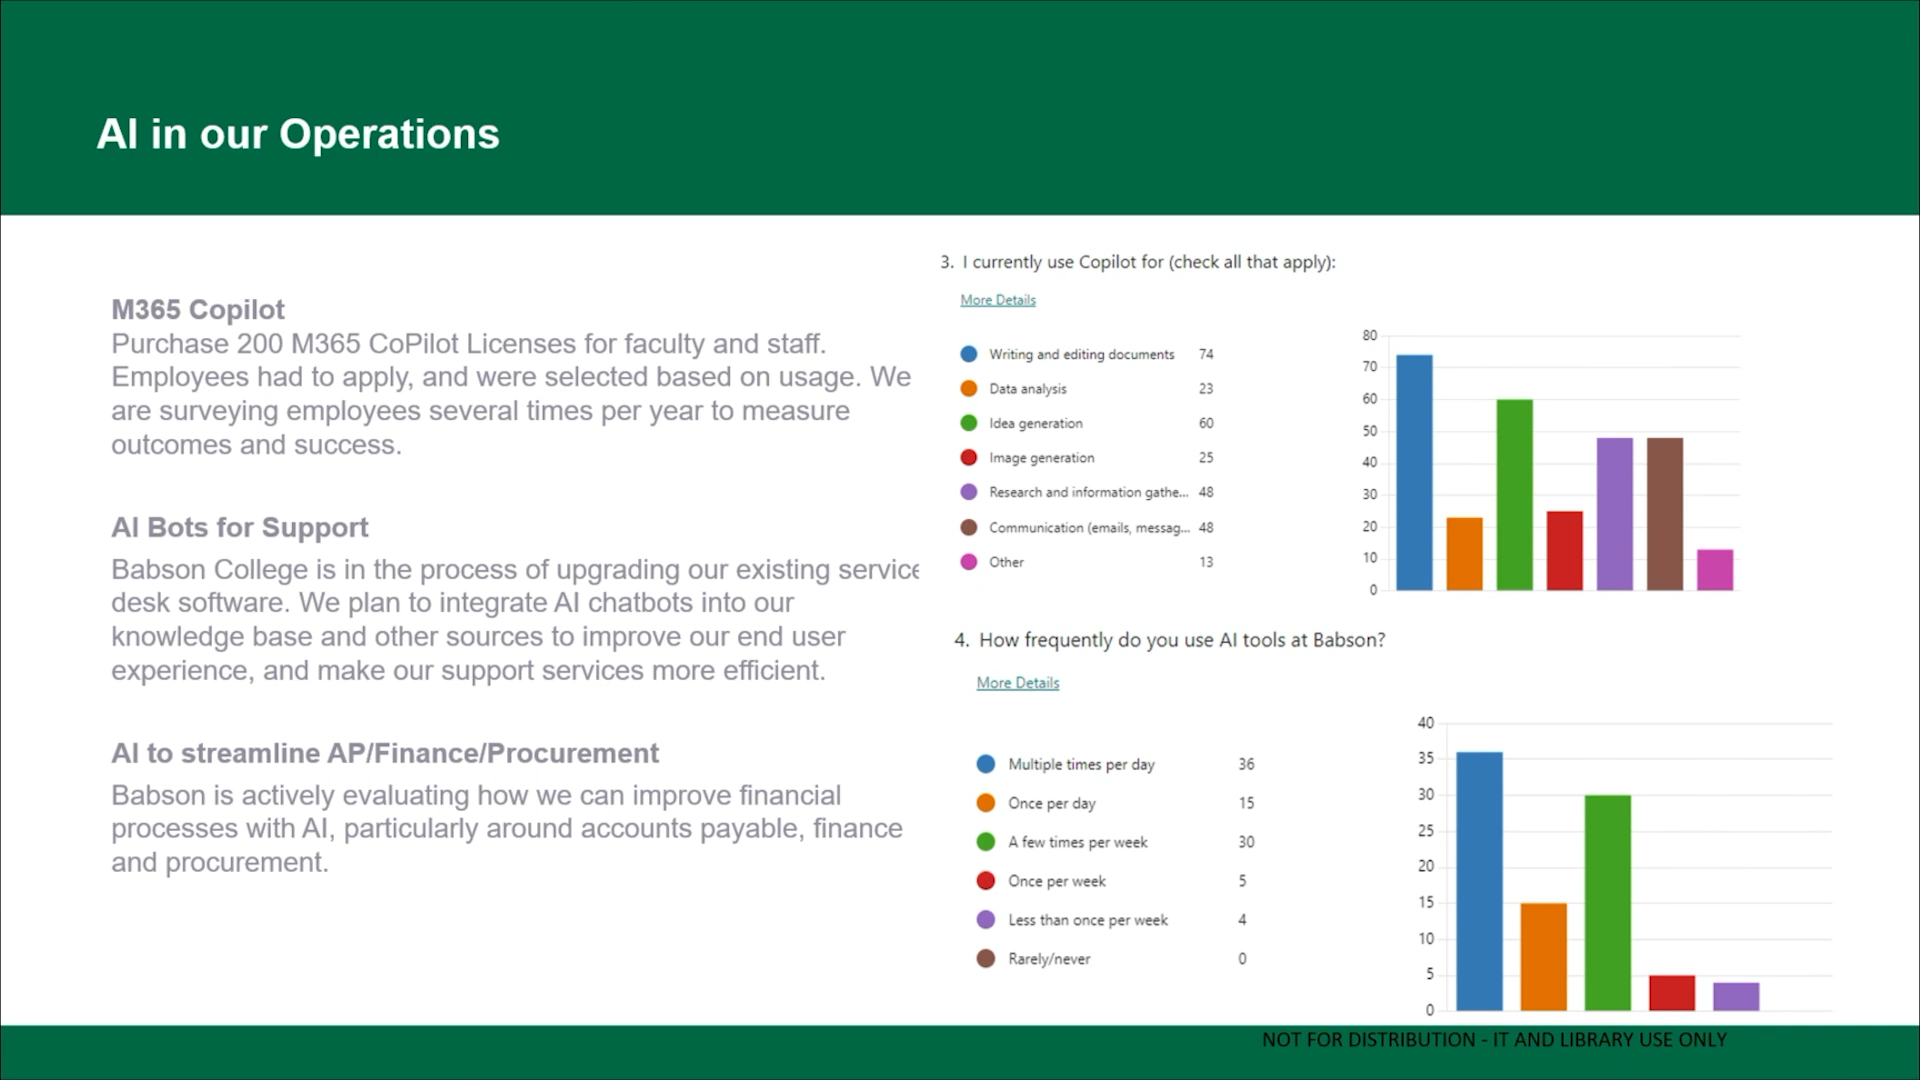 AI in our Operations
M365 Copilot
Purchase 200 M365 CoPilot Licenses for faculty and staff.
Employees had to apply, and were selected based on usage. We
are surveying employees several times per year to measure
outcomes and success.
AI Bots for Support
Babson College is in the process of upgrading our existing service
desk software. We plan to integrate AI chatbots into our
knowledge base and other sources to improve our end user
experience, and make our support services more efficient.
AI to streamline AP/Finance/Procurement
Babson is actively evaluating how we can improve financial
processes with AI, particularly around accounts payable, finance
and procurement.
3. I currently use Copilot for (check all that apply):
More Details
Writing and editing documents 74
Data analysis 23
Idea generation 60
Image generation 25
Research and information gathe... 48
Communication (emails, messag... 48
Other 13
80
70
60
50
40
30
20
10
0
4. How frequently do you use AI tools at Babson?
More Details
Multiple times per day 36
Once per day 15
A few times per week 30
Once per week 5
Less than once per week 4
Rarely/never 0
40
35
30
25
20
15
10
5
0
NOT FOR DISTRIBUTION - IT AND LIBRARY USE ONLY